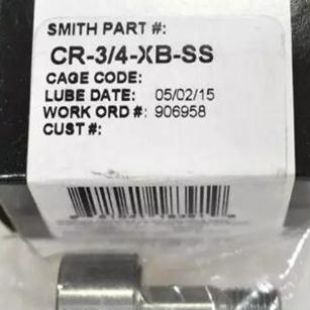 SMITH PART #:
CR-3/4-XB-SS
CAGE CODE:
LUBE DATE: 05/02/15
WORK ORD #: 906958
CUST #: